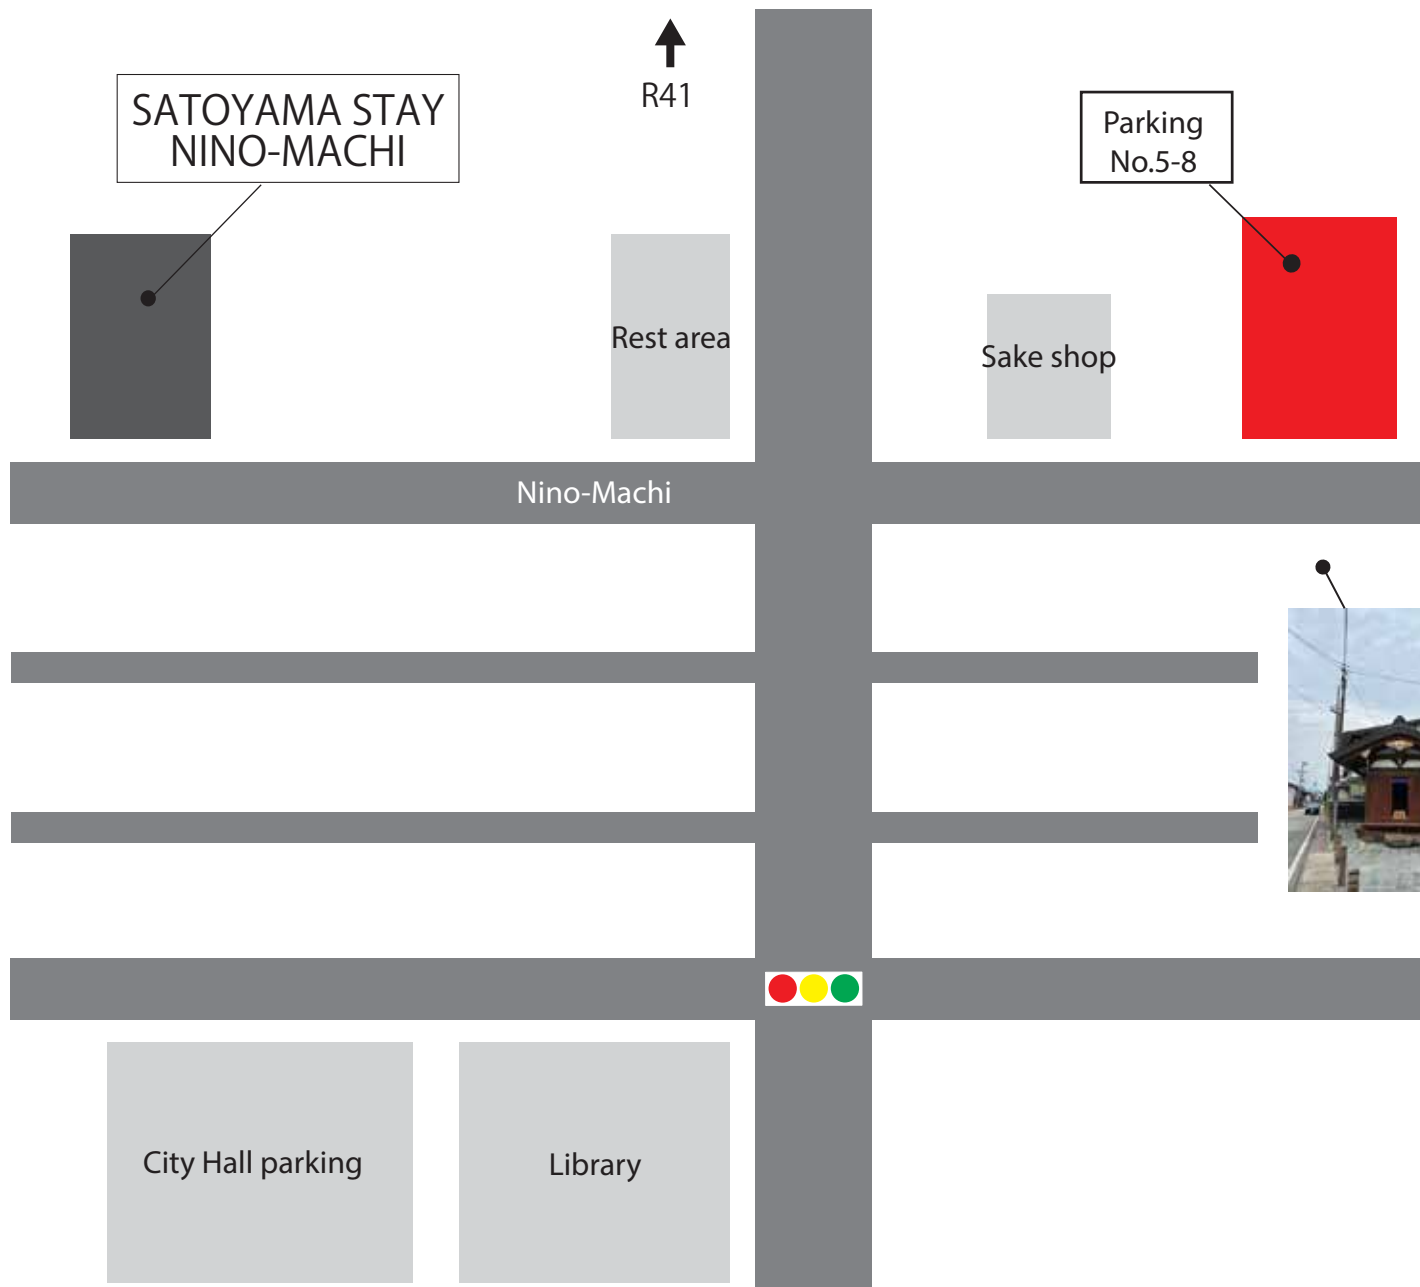 R41
SATOYAMA STAY
NINO-MACHI
Parking
No.5-8
Rest area
Sake shop
Nino-Machi
City Hall parking
Library